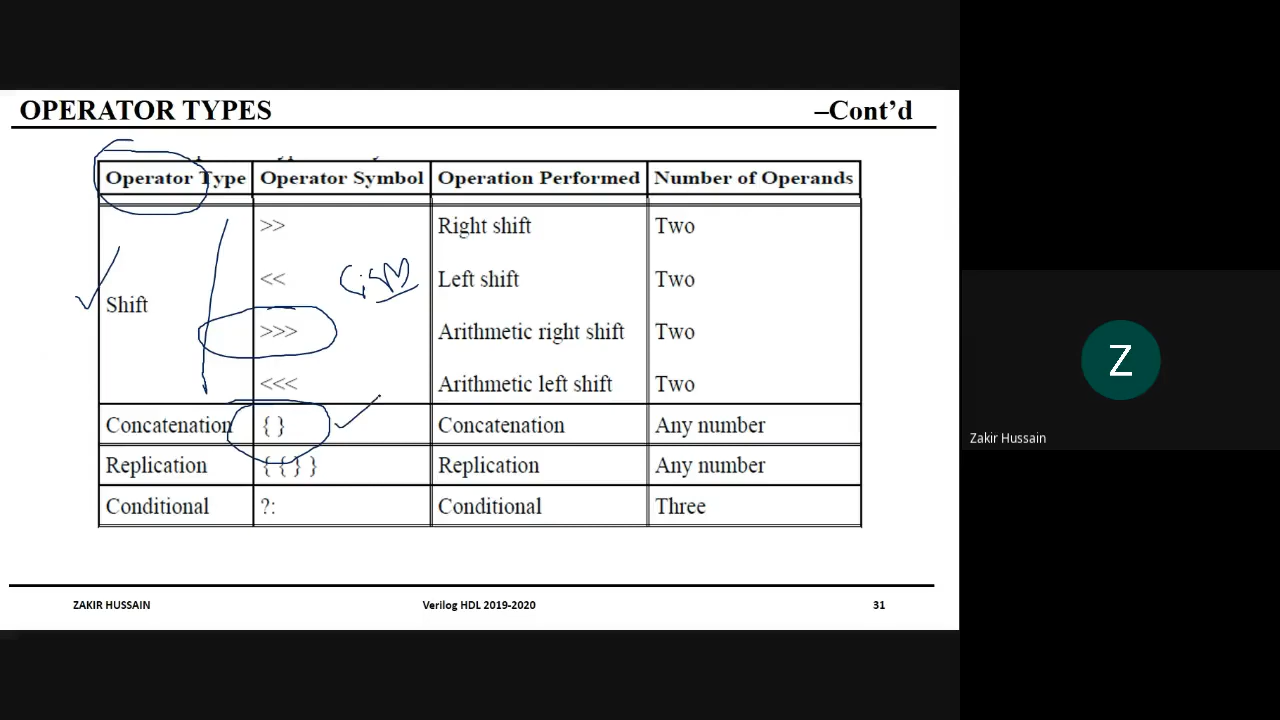 OPERATOR TYPES –Cont’d
Operator Type Operator Symbol Operation Performed Number of Operands
Shift
>> Right shift Two
<< Left shift Two
>>> Arithmetic right shift Two
<<< Arithmetic left shift Two
Concatenation { } Concatenation Any number
Replication { { } } Replication Any number
Conditional ?: Conditional Three
ZAKIR HUSSAIN Verilog HDL 2019-2020 31
Z
Zakir Hussain